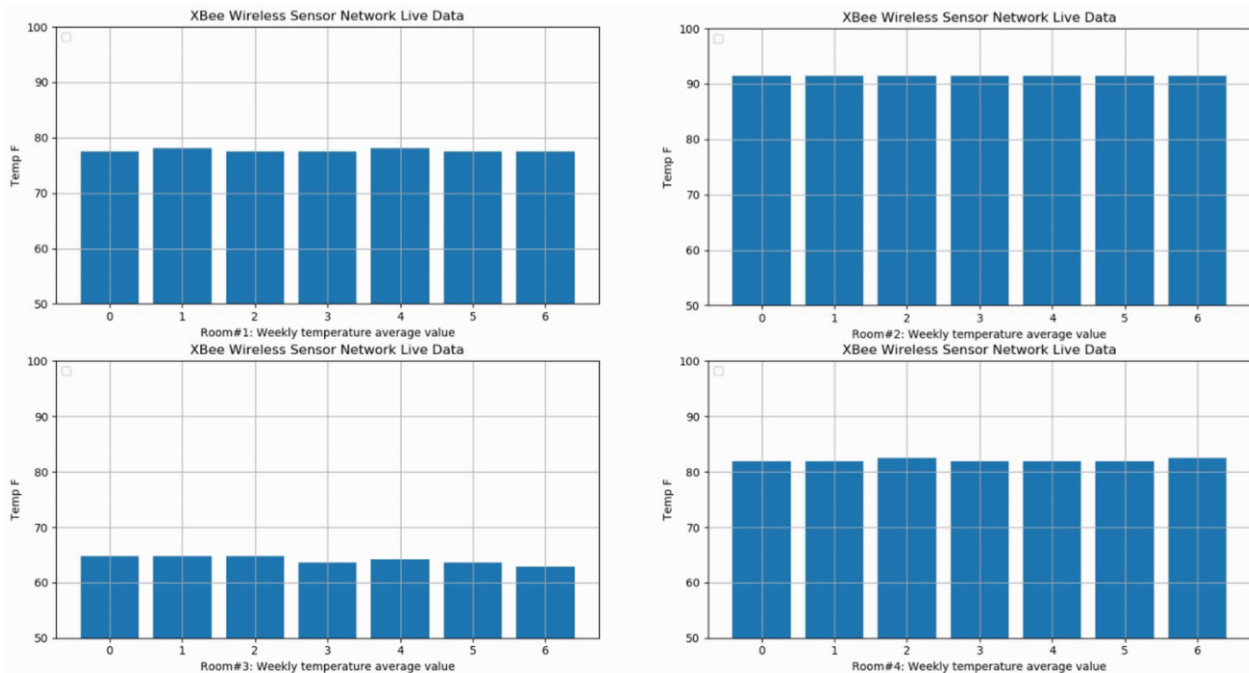 XBee Wireless Sensor Network Live Data
100
90
80
70
60
50
Temp F
0 1 2 3 4 5 6
Room#1: Weekly temperature average value
XBee Wireless Sensor Network Live Data
100
90
80
70
60
50
Temp F
0 1 2 3 4 5 6
Room#2: Weekly temperature average value
XBee Wireless Sensor Network Live Data
100
90
80
70
60
50
Temp F
0 1 2 3 4 5 6
Room#3: Weekly temperature average value
XBee Wireless Sensor Network Live Data
100
90
80
70
60
50
Temp F
0 1 2 3 4 5 6
Room#4: Weekly temperature average value